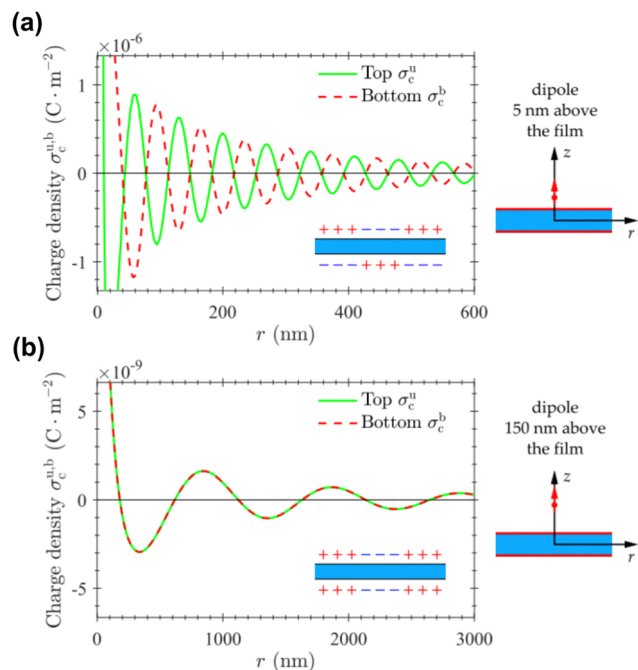 (a)
×10⁻⁶
Charge density σ_c^{u,b} (C · m⁻²)
1
0
-1
Top σ_c^u
Bottom σ_c^b
+ + + − − − + + +
− − − + + + − − −
0 200 400 600
r (nm)
dipole
5 nm above
the film
z
r
(b)
×10⁻⁹
Charge density σ_c^{u,b} (C · m⁻²)
5
0
-5
Top σ_c^u
Bottom σ_c^b
+ + + − − − + + +
+ + + − − − + + +
0 1000 2000 3000
r (nm)
dipole
150 nm above
the film
z
r